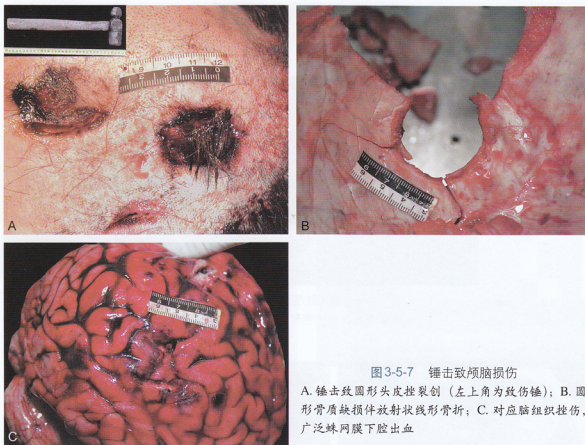 A
B
C
图3-5-7 锤击致颅脑损伤
A. 锤击致圆形头皮挫裂创（左上角为致伤锤）；B. 圆
形骨质缺损伴放射状线形骨折；C. 对应脑组织挫伤，
广泛蛛网膜下腔出血